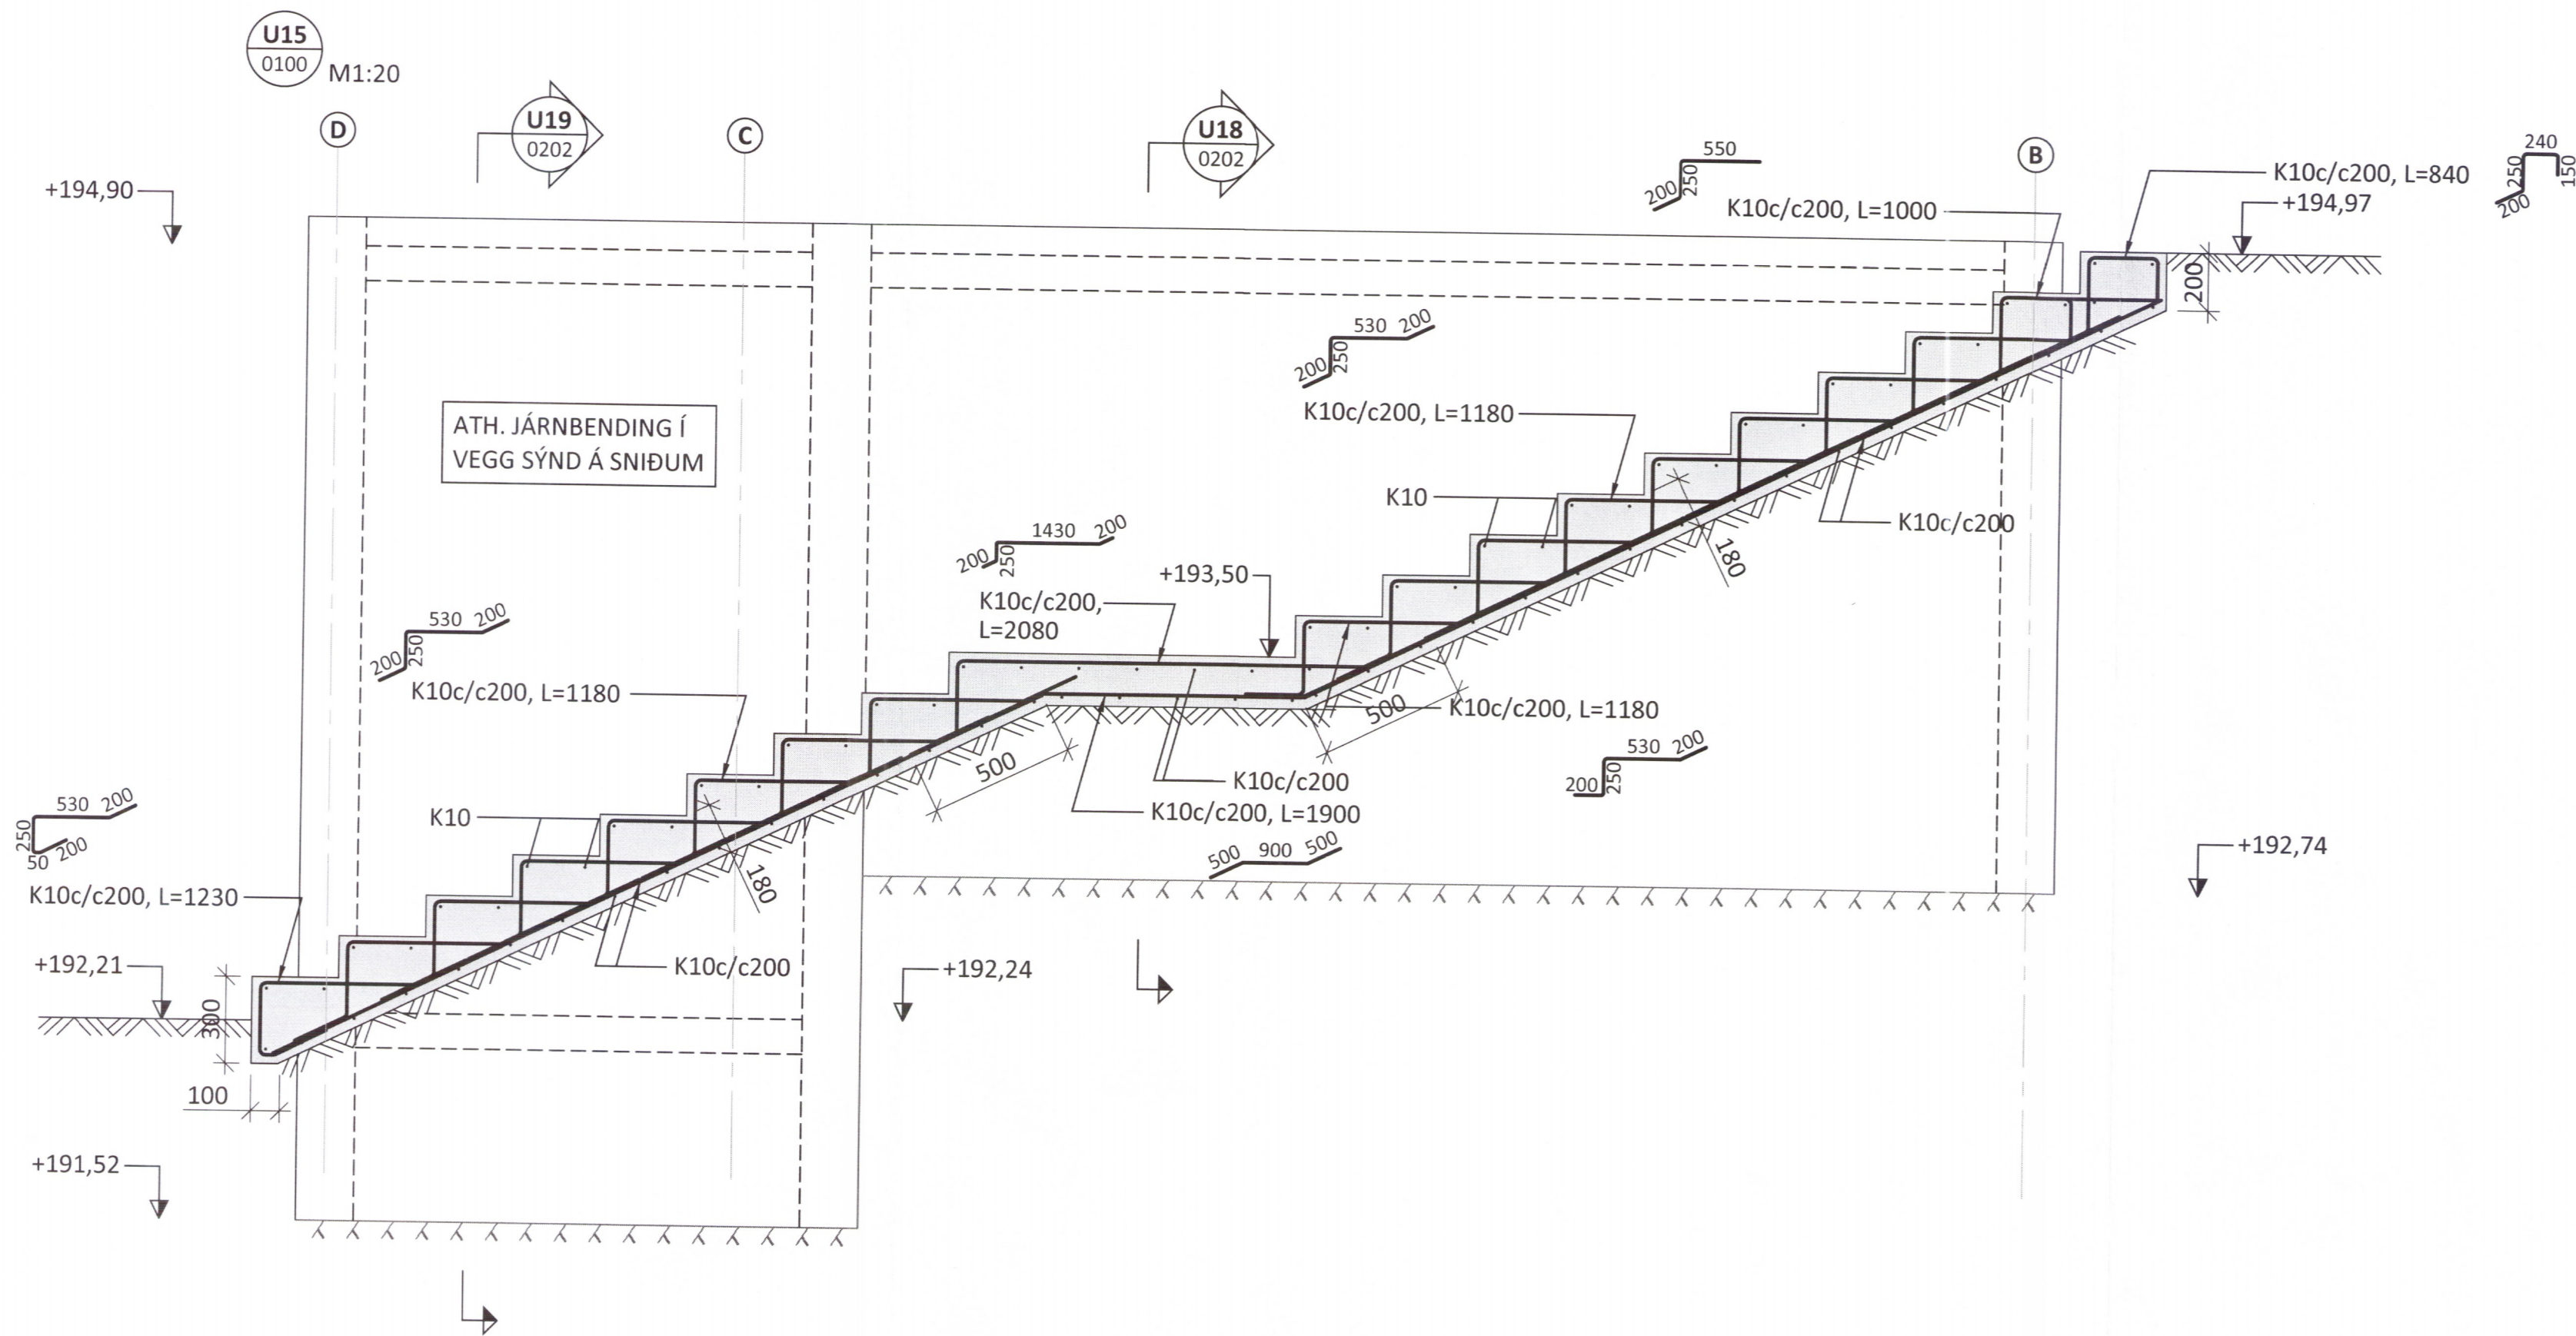 U15
0100
M1:20
D
U19
0202
C
U18
0202
B
550
250
200
K10c/c200, L=1000
K10c/c200, L=840
240
250
150
200
+194,90
+194,97
200
530 200
250
200
K10c/c200, L=1180
ATH. JÁRNBENDING Í
VEGG SÝND Á SNIÐUM
K10
K10c/c200
180
1430 200
250
200
+193,50
K10c/c200,
L=2080
530 200
250
200
K10c/c200, L=1180
500
500
K10c/c200, L=1180
530 200
250
200
K10c/c200
K10c/c200, L=1900
500 900 500
530 200
250
50 200
K10
180
+192,74
K10c/c200, L=1230
+192,21
300
K10c/c200
+192,24
100
+191,52